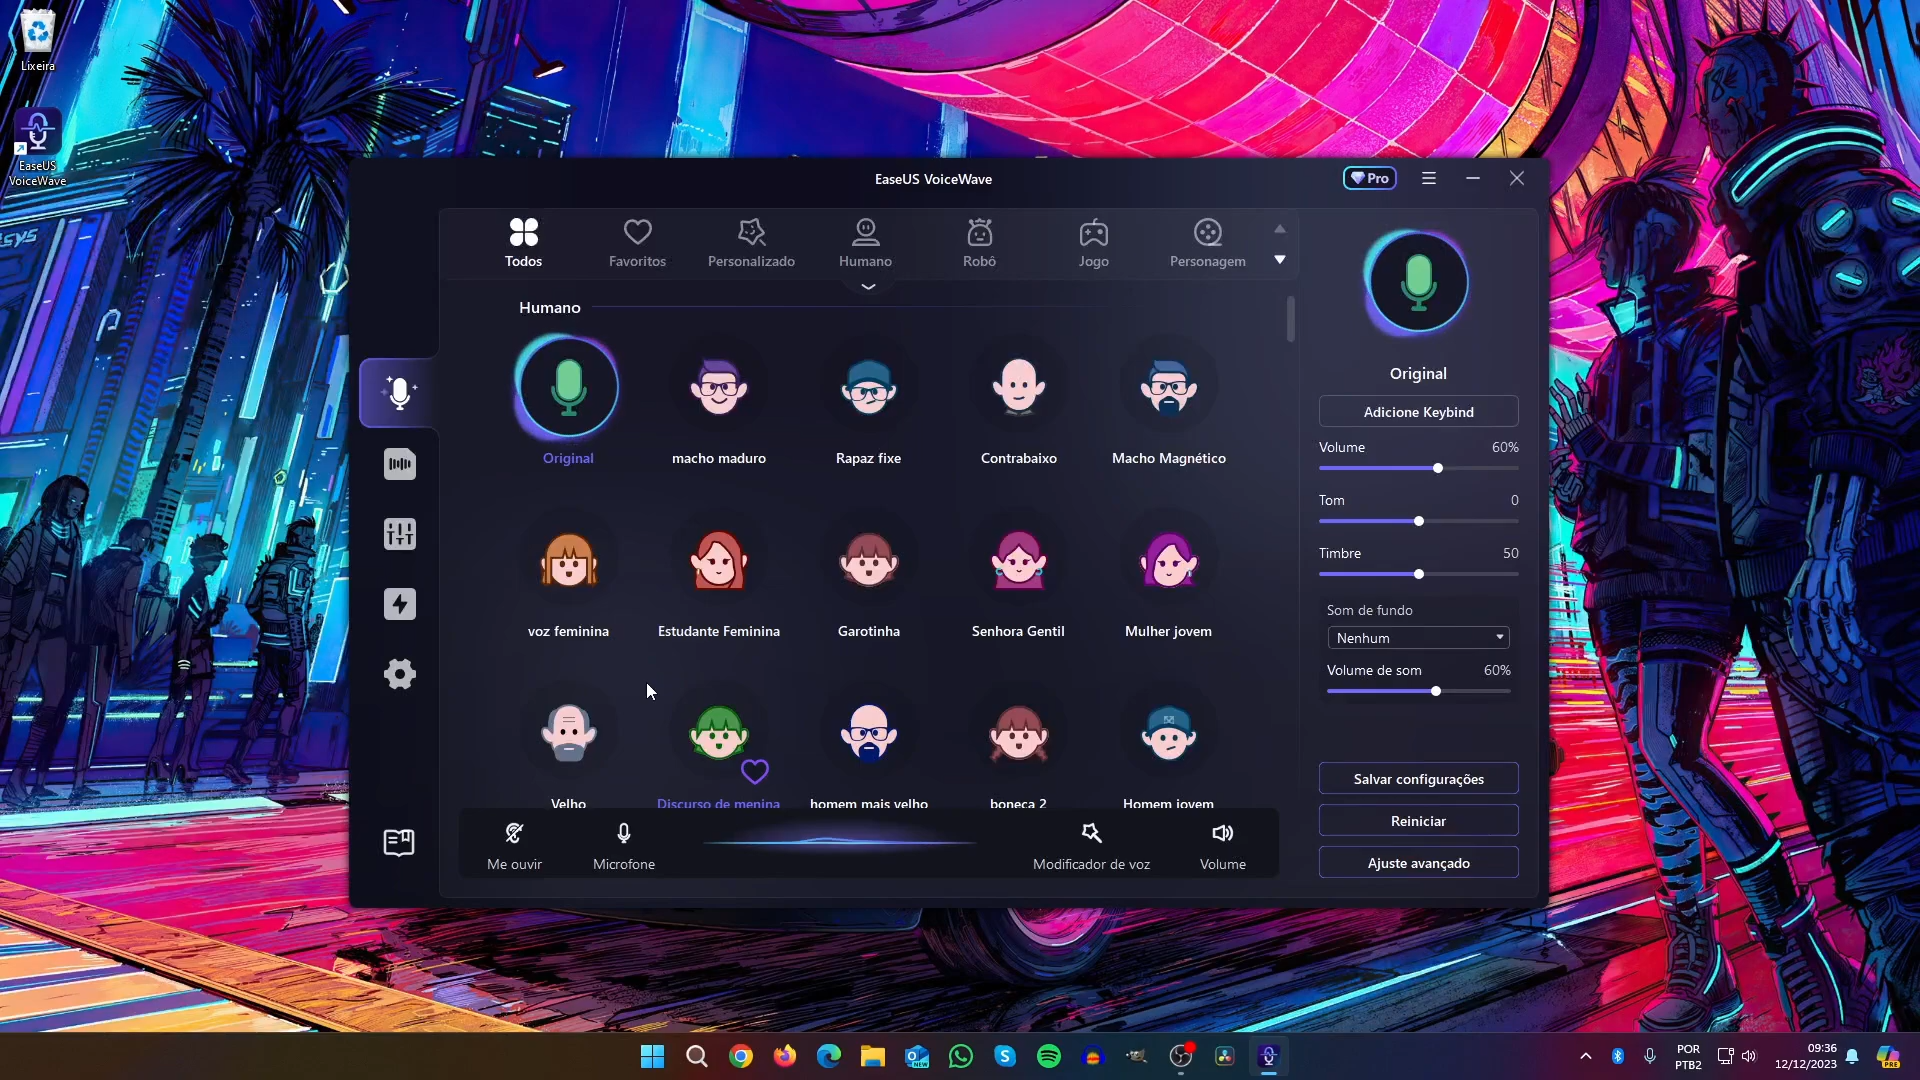 Lixeira
EaseUS
VoiceWave
EaseUS VoiceWave
Pro
Todos
Favoritos
Personalizado
Humano
Robô
Jogo
Personagem
Humano
Original
macho maduro
Rapaz fixe
Contrabaixo
Macho Magnético
voz feminina
Estudante Feminina
Garotinha
Senhora Gentil
Mulher jovem
Velho
Discurso de menina
homem mais velho
boneca 2
Homem jovem
Me ouvir
Microfone
Modificador de voz
Volume
Original
Adicione Keybind
Volume 60%
Tom 0
Timbre 50
Som de fundo
Nenhum
Volume de som 60%
Salvar configurações
Reiniciar
Ajuste avançado
NEW
POR
PTB2
09:36
12/12/2023
PRE